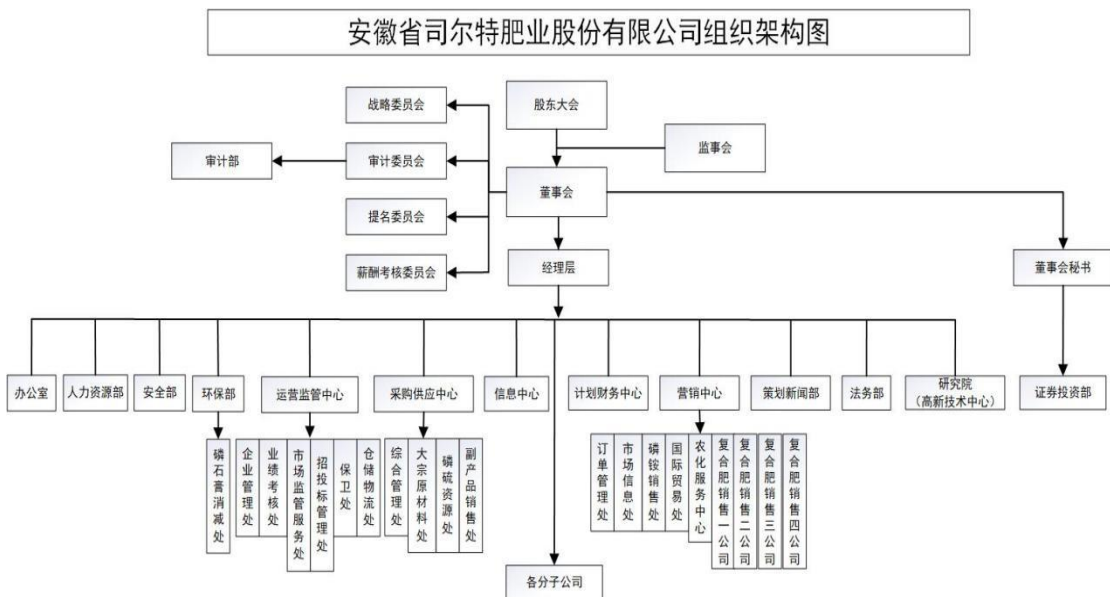 安徽省司尔特肥业股份有限公司组织架构图
战略委员会
股东大会
审计部
审计委员会
监事会
董事会
提名委员会
薪酬考核委员会
经理层
董事会秘书
办公室
人力资源部
安全部
环保部
运营监管中心
采购供应中心
信息中心
计划财务中心
营销中心
策划新闻部
法务部
研究院
（高新技术中心）
证券投资部
磷石膏消减处
企业管理处
业绩考核处
市场监管服务处
招投标管理处
保卫处
仓储物流处
综合管理处
大宗原材料处
磷硫资源处
副产品销售处
订单管理处
市场信息处
磷铵销售处
国际贸易处
农化服务中心
复合肥销售一公司
复合肥销售二公司
复合肥销售三公司
复合肥销售四公司
各分子公司